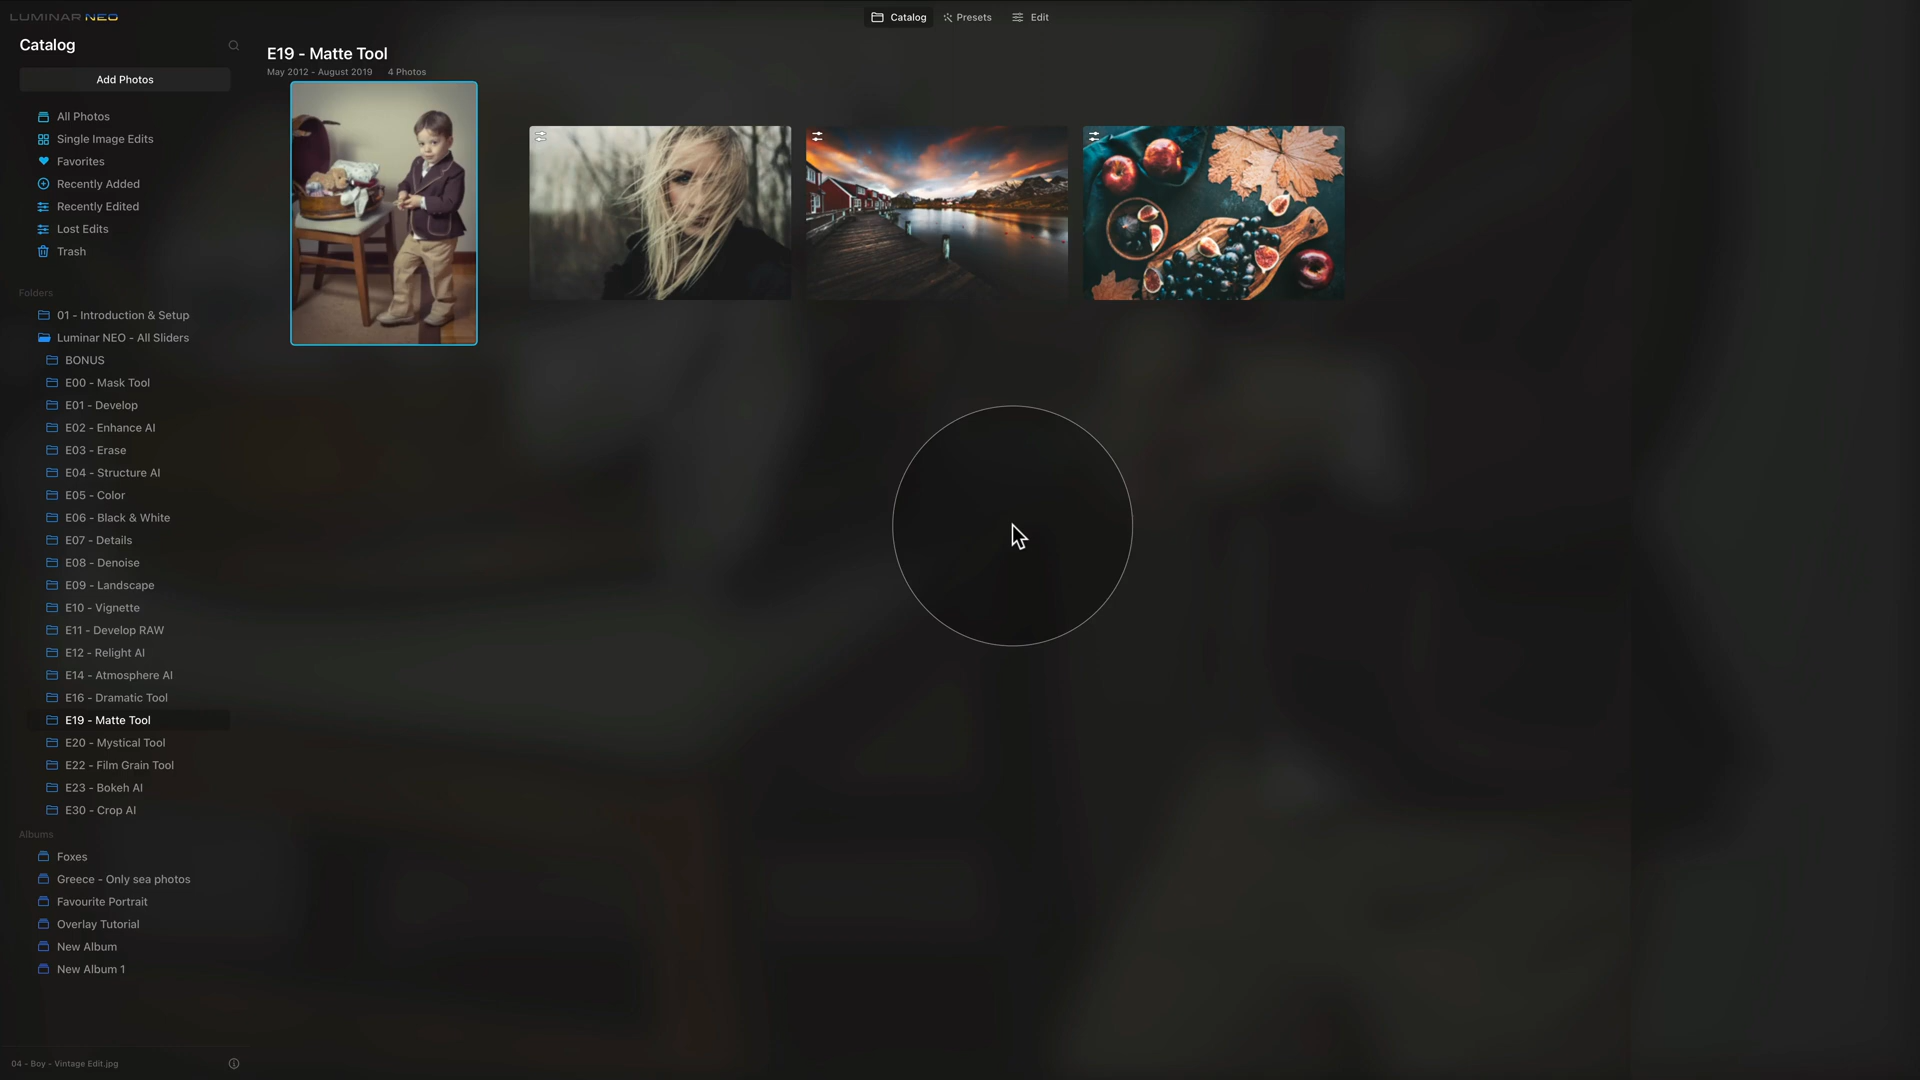 LUMINAR NEO
Catalog
Presets
Edit
Catalog
Add Photos
All Photos
Single Image Edits
Favorites
Recently Added
Recently Edited
Lost Edits
Trash
Folders
01 - Introduction & Setup
Luminar NEO - All Sliders
BONUS
E00 - Mask Tool
E01 - Develop
E02 - Enhance AI
E03 - Erase
E04 - Structure AI
E05 - Color
E06 - Black & White
E07 - Details
E08 - Denoise
E09 - Landscape
E10 - Vignette
E11 - Develop RAW
E12 - Relight AI
E14 - Atmosphere AI
E16 - Dramatic Tool
E19 - Matte Tool
E20 - Mystical Tool
E22 - Film Grain Tool
E23 - Bokeh AI
E30 - Crop AI
Albums
Foxes
Greece - Only sea photos
Favourite Portrait
Overlay Tutorial
New Album
New Album 1
04 - Boy - Vintage Edit.jpg
E19 - Matte Tool
May 2012 - August 2019 4 Photos